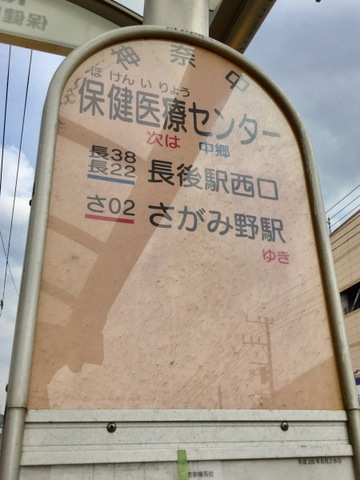 神奈中
ほけんいりょう
保健医療センター
次は 中郷
長38
長22 長後駅西口
さ02 さがみ野駅
ゆき